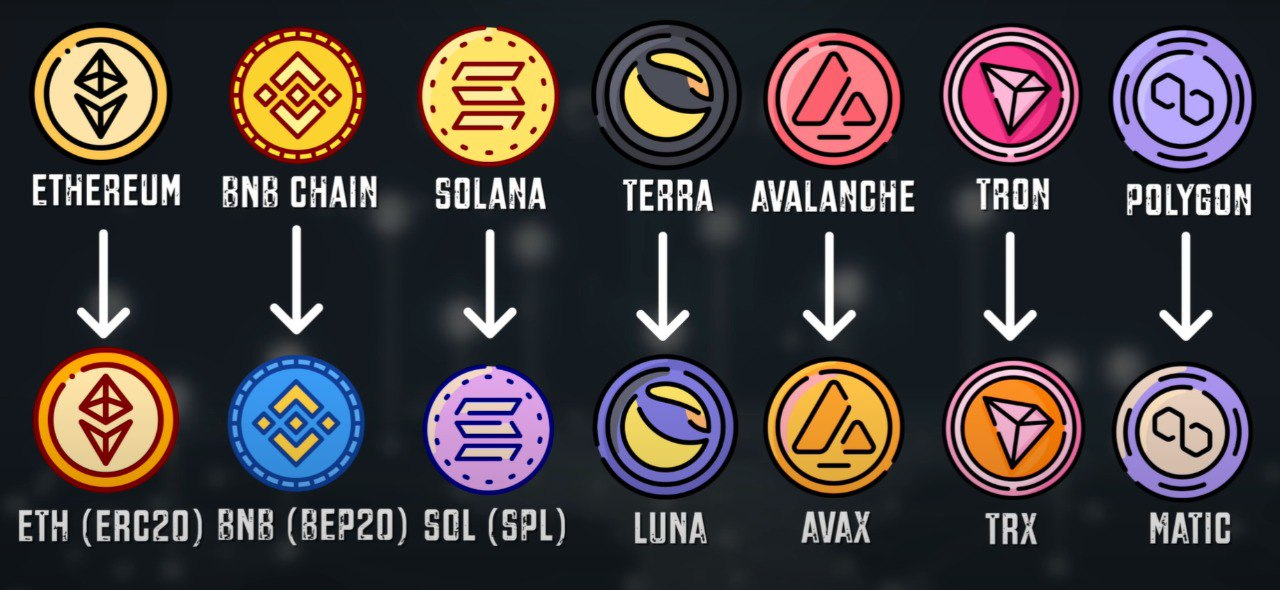 ETHEREUM
BNB CHAIN
SOLANA
TERRA
AVALANCHE
TRON
POLYGON
ETH (ERC20)
BNB (BEP20)
SOL (SPL)
LUNA
AVAX
TRX
MATIC